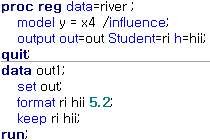 proc reg data=river ;
model y = x4 /influence;
output out=out Student=ri h=hii;
quit;
data out1;
set out;
format ri hii 5.2;
keep ri hii;
run;